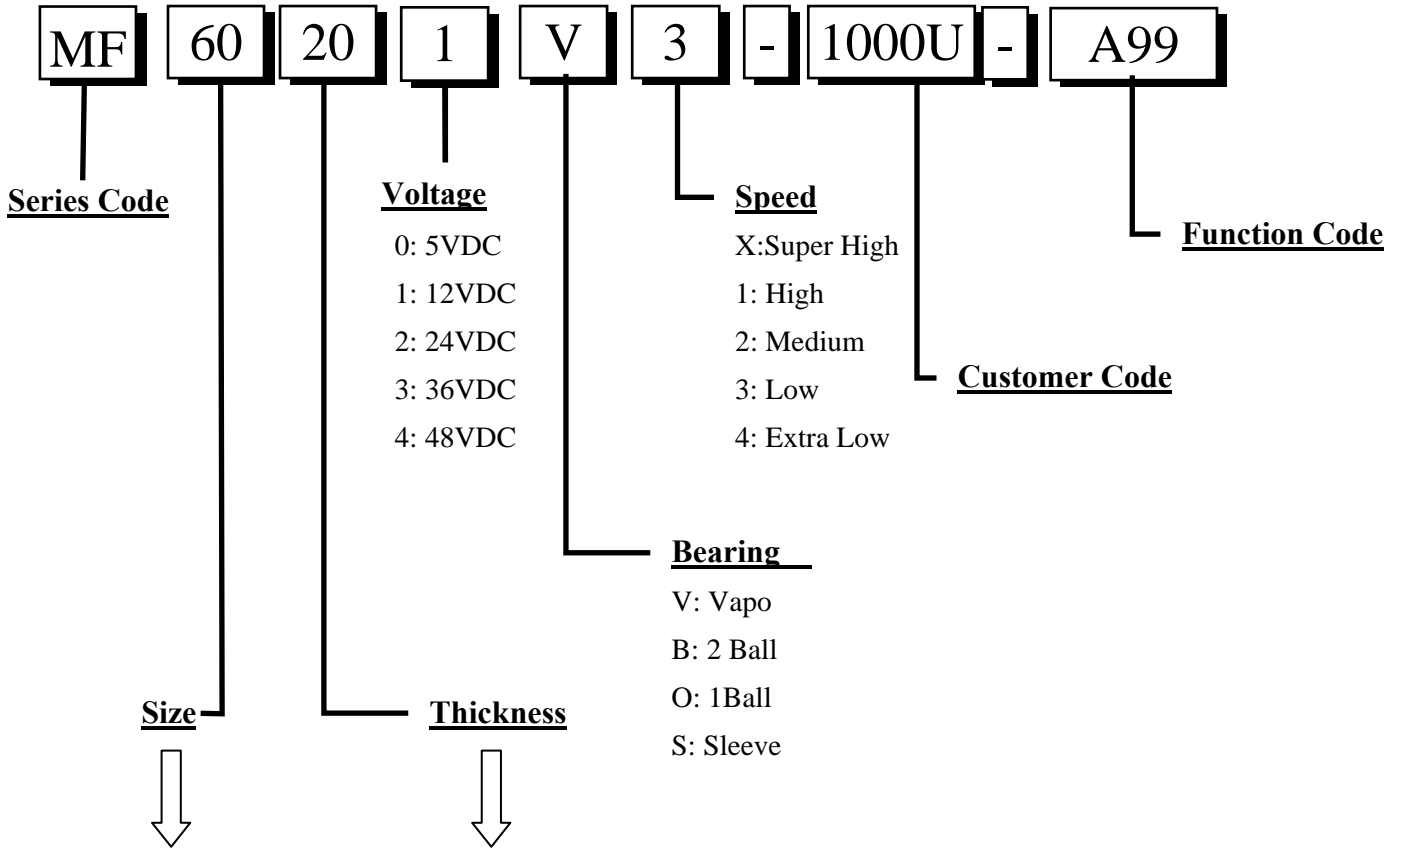 MF 60 20 1 V 3 - 1000U - A99
Series Code
Voltage
0: 5VDC
1: 12VDC
2: 24VDC
3: 36VDC
4: 48VDC
Speed
X:Super High
1: High
2: Medium
3: Low
4: Extra Low
Function Code
Customer Code
Bearing
V: Vapo
B: 2 Ball
O: 1Ball
S: Sleeve
Size
Thickness